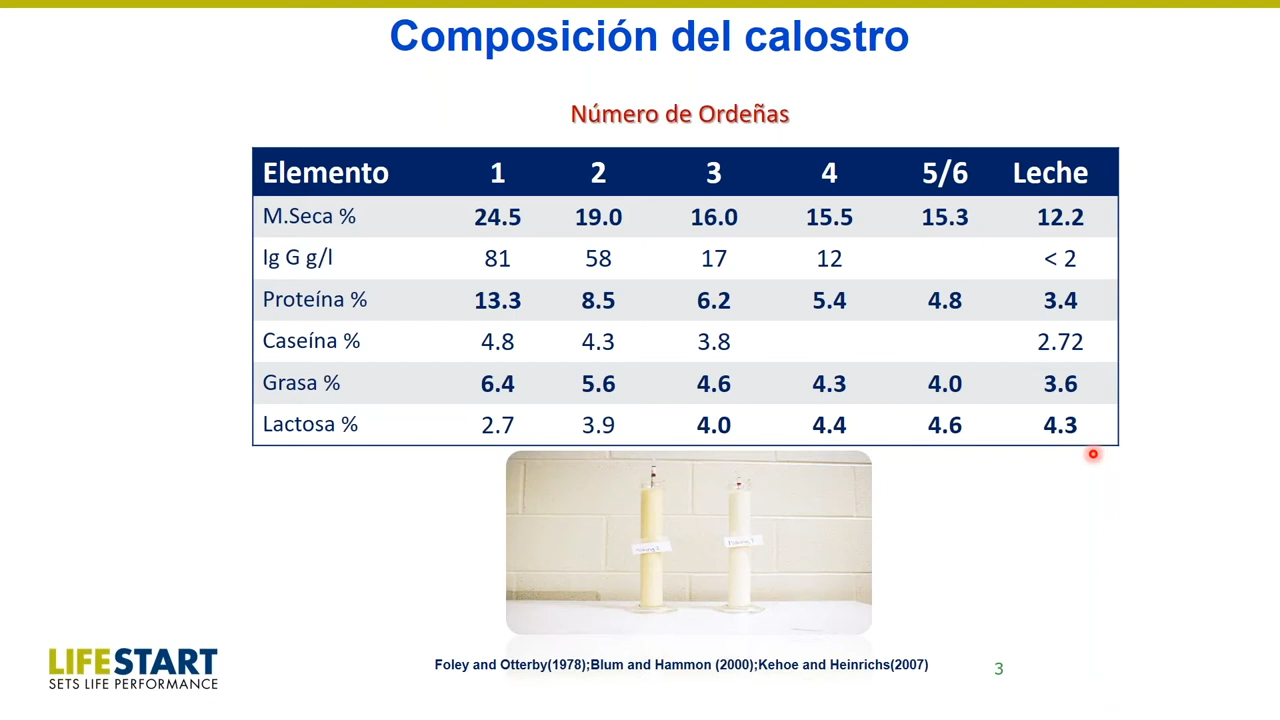 Composición del calostro
Número de Ordeñas
Elemento 1 2 3 4 5/6 Leche
M.Seca % 24.5 19.0 16.0 15.5 15.3 12.2
Ig G g/l 81 58 17 12 < 2
Proteína % 13.3 8.5 6.2 5.4 4.8 3.4
Caseína % 4.8 4.3 3.8 2.72
Grasa % 6.4 5.6 4.6 4.3 4.0 3.6
Lactosa % 2.7 3.9 4.0 4.4 4.6 4.3
LIFESTART
SETS LIFE PERFORMANCE
Foley and Otterby(1978);Blum and Hammon (2000);Kehoe and Heinrichs(2007)
3